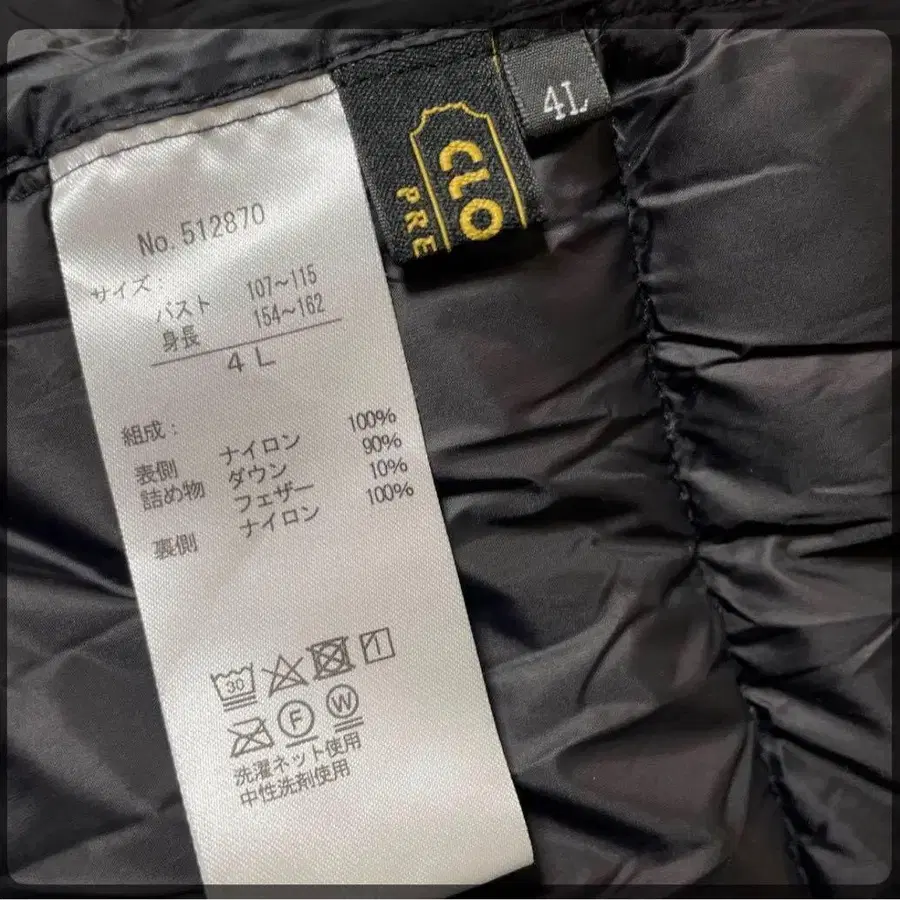 4L
CLO
PRE
No. 512870
サイズ:
バスト 107~115
身長 154~162
4L
組成:
表側 ナイロン 100%
詰め物 ダウン 90%
フェザー 10%
裏側 ナイロン 100%
30
F W
洗濯ネット使用
中性洗剤使用